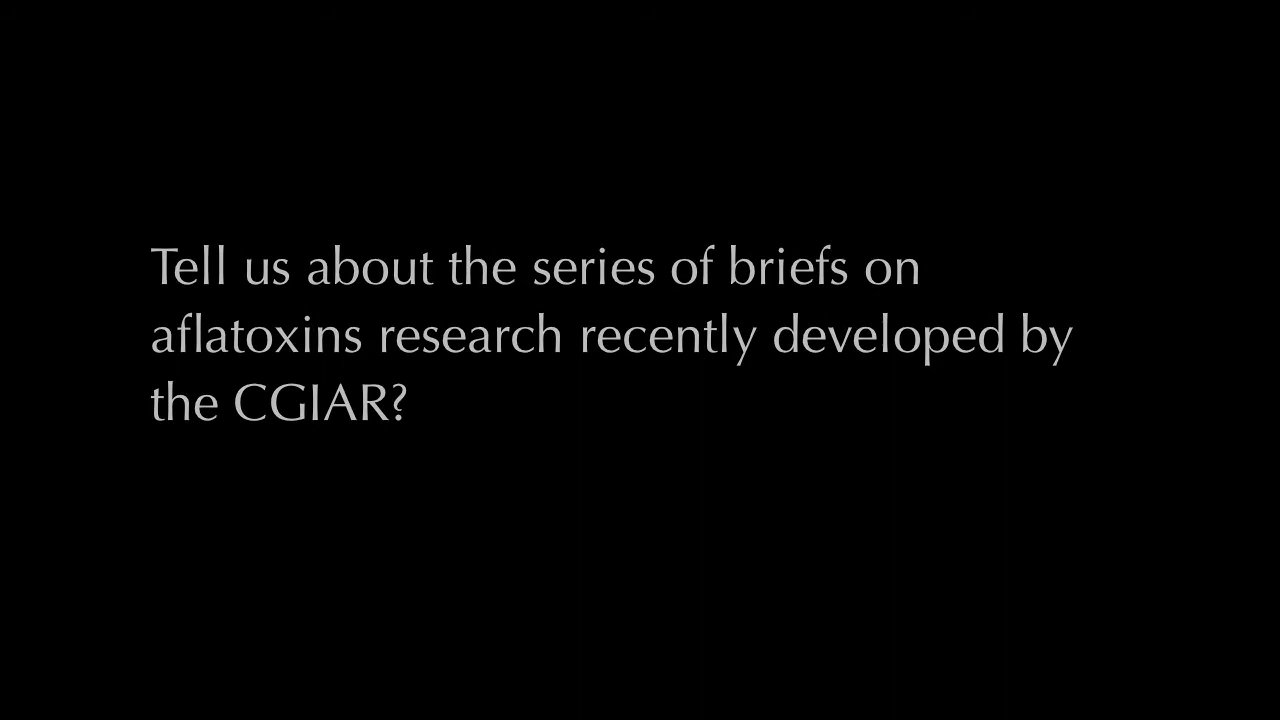 Tell us about the series of briefs on
aflatoxins research recently developed by
the CGIAR?